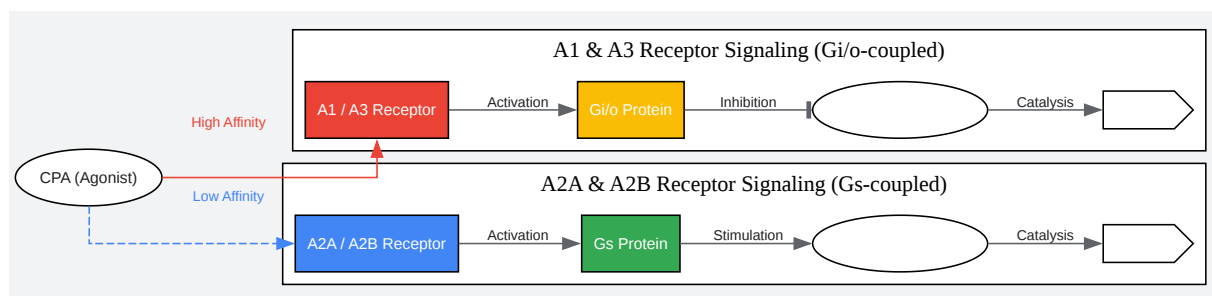 A1 & A3 Receptor Signaling (Gi/o-coupled)
A1 / A3 Receptor
Activation
Gi/o Protein
Inhibition
Catalysis
High Affinity
CPA (Agonist)
Low Affinity
A2A & A2B Receptor Signaling (Gs-coupled)
A2A / A2B Receptor
Activation
Gs Protein
Stimulation
Catalysis